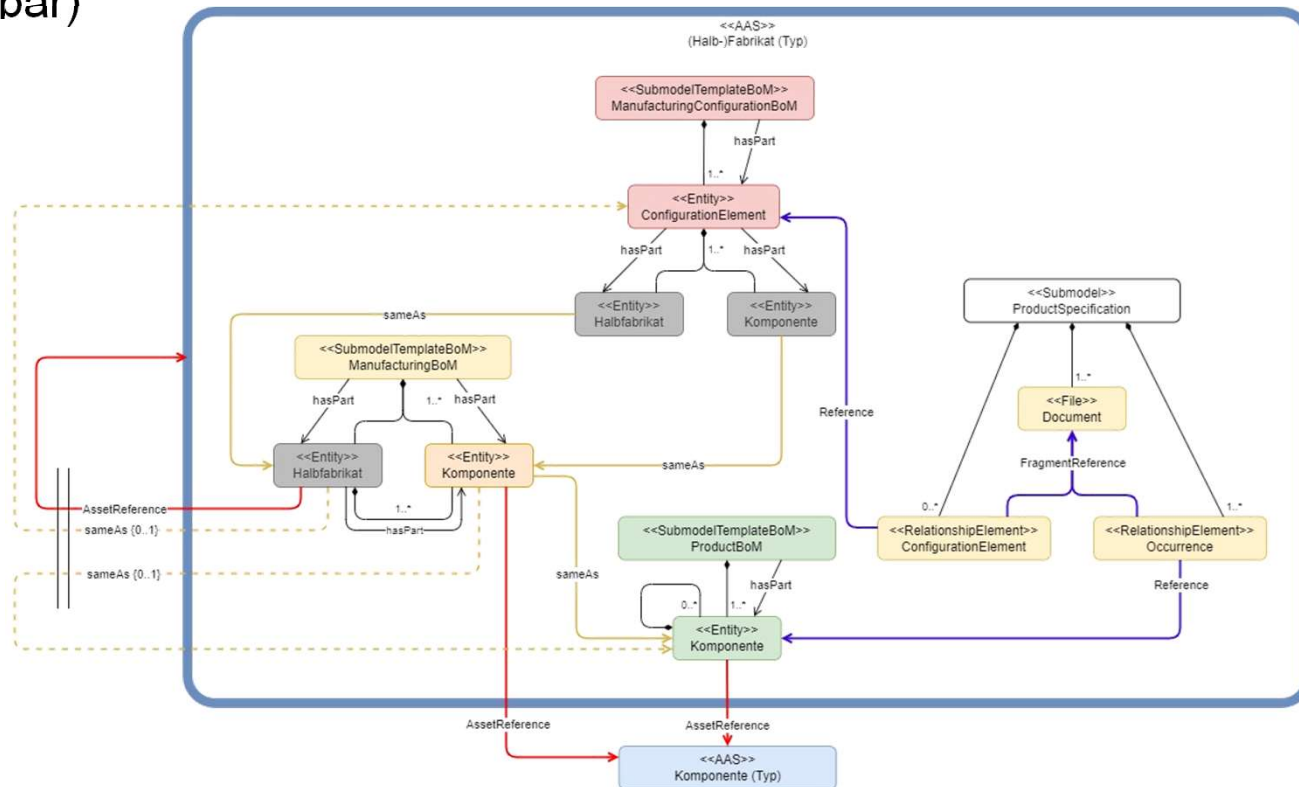 bar)
<<AAS>>
(Halb-)Fabrikat (Typ)
<<SubmodelTemplateBoM>>
ManufacturingConfigurationBoM
hasPart
1..*
<<Entity>>
ConfigurationElement
hasPart
1..*
hasPart
<<Entity>>
Halbfabrikat
<<Entity>>
Komponente
sameAs
<<SubmodelTemplateBoM>>
ManufacturingBoM
hasPart
1..*
hasPart
<<Entity>>
Halbfabrikat
<<Entity>>
Komponente
sameAs
1..*
hasPart
AssetReference
sameAs {0..1}
sameAs {0..1}
sameAs
<<Submodel>>
ProductSpecification
1..*
<<File>>
Document
Reference
FragmentReference
0..*
1..*
<<RelationshipElement>>
ConfigurationElement
<<RelationshipElement>>
Occurrence
Reference
<<SubmodelTemplateBoM>>
ProductBoM
hasPart
0..*
1..*
<<Entity>>
Komponente
AssetReference
AssetReference
<<AAS>>
Komponente (Typ)